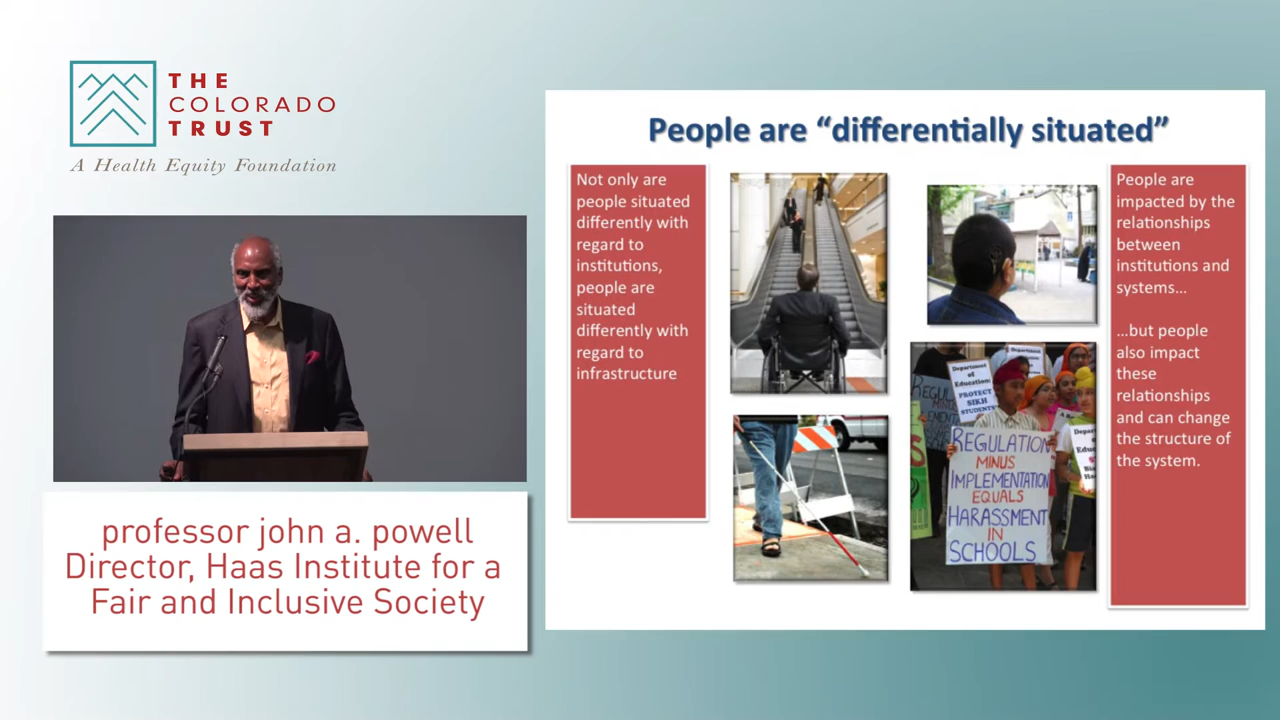 THE
COLORADO
TRUST
A Health Equity Foundation
professor john a. powell
Director, Haas Institute for a
Fair and Inclusive Society
People are “differentially situated”
Not only are
people situated
differently with
regard to
institutions,
people are
situated
differently with
regard to
infrastructure
Department
of
Education:
PROTECT
SIKH
STUDENTS
REGULATION
MINUS
IMPLEMENTATION
EQUALS
HARASSMENT
IN
SCHOOLS
People are
impacted by the
relationships
between
institutions and
systems…
…but people
also impact
these
relationships
and can change
the structure of
the system.